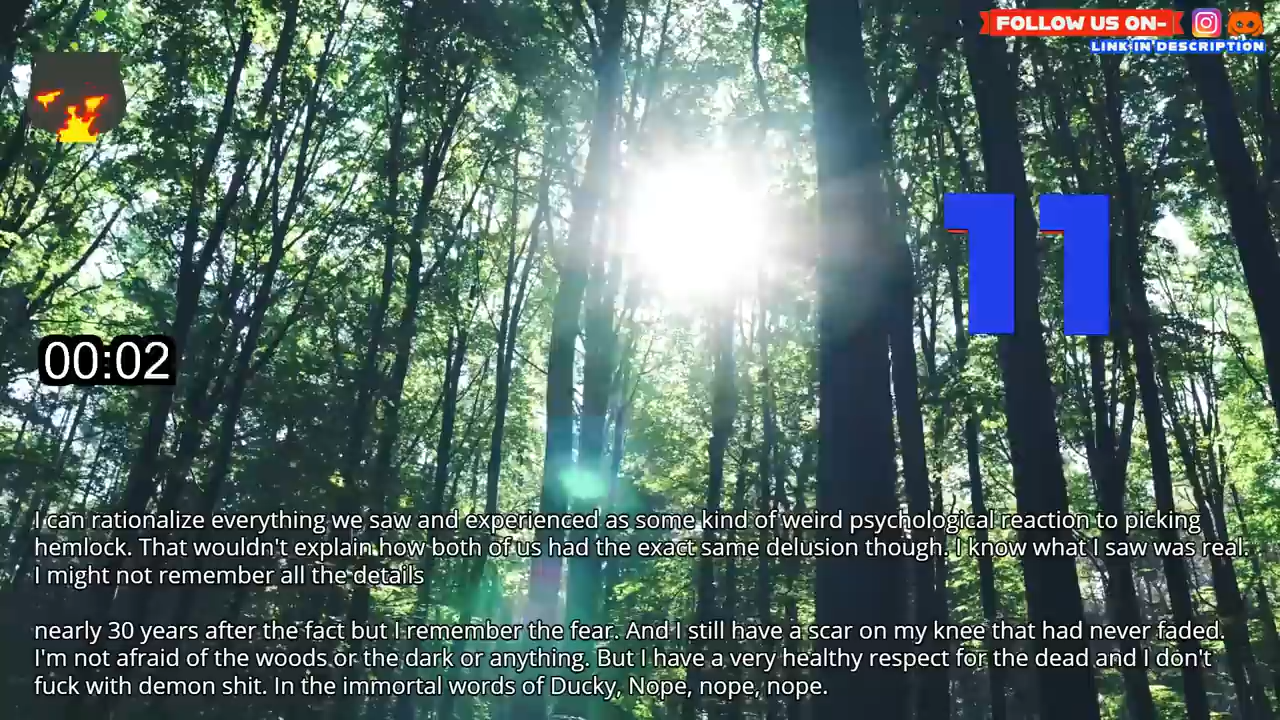 FOLLOW US ON-
LINK IN DESCRIPTION
11
00:02
I can rationalize everything we saw and experienced as some kind of weird psychological reaction to picking
hemlock. That wouldn't explain how both of us had the exact same delusion though. I know what I saw was real.
I might not remember all the details
nearly 30 years after the fact but I remember the fear. And I still have a scar on my knee that had never faded.
I'm not afraid of the woods or the dark or anything. But I have a very healthy respect for the dead and I don't
fuck with demon shit. In the immortal words of Ducky, Nope, nope, nope.